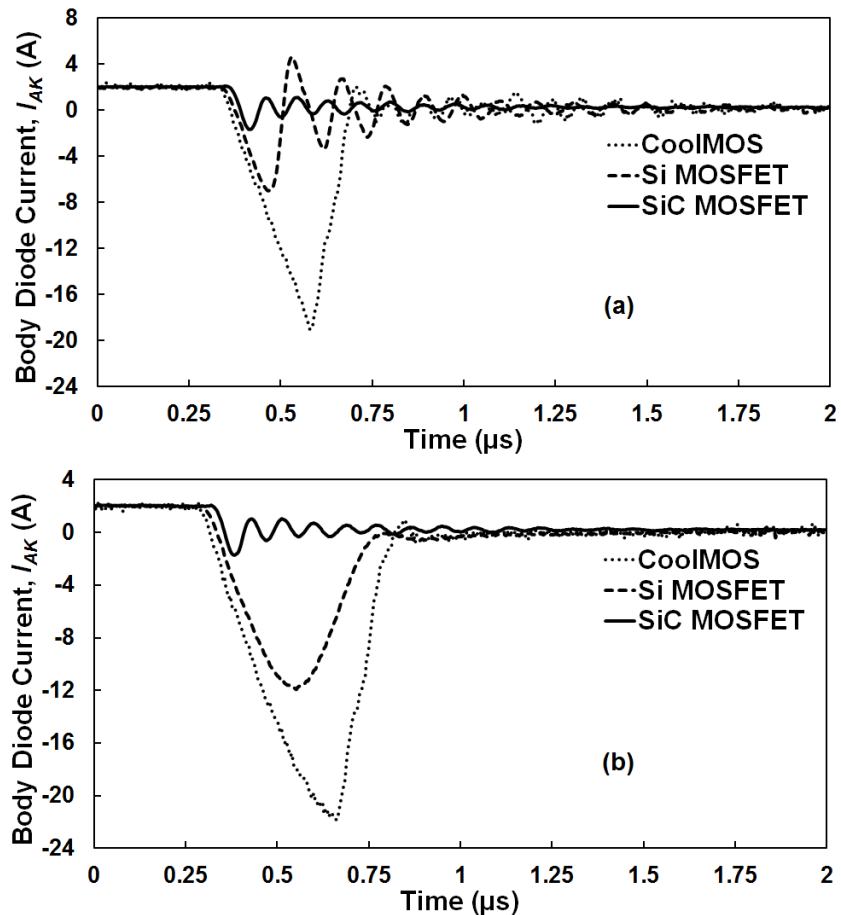 8
4
0
-4
-8
-12
-16
-20
-24
Body Diode Current, I_AK (A)
CoolMOS
Si MOSFET
SiC MOSFET
(a)
0 0.25 0.5 0.75 1 1.25 1.5 1.75 2
Time (µs)
4
0
-4
-8
-12
-16
-20
-24
Body Diode Current, I_AK (A)
CoolMOS
Si MOSFET
SiC MOSFET
(b)
0 0.25 0.5 0.75 1 1.25 1.5 1.75 2
Time (µs)